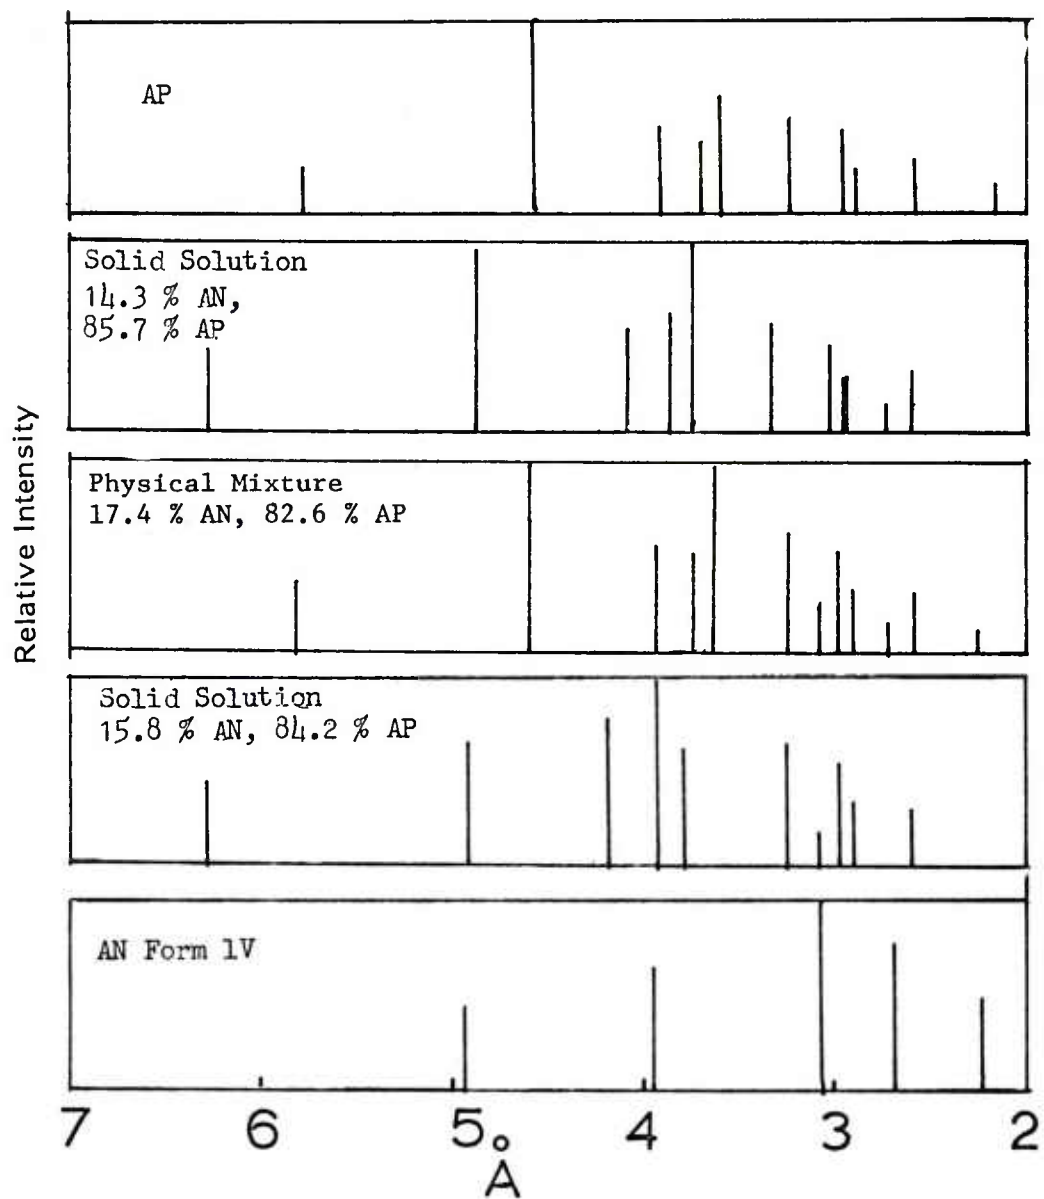 AP
Solid Solution
14.3 % AN,
85.7 % AP
Physical Mixture
17.4 % AN, 82.6 % AP
Solid Solution
15.8 % AN, 84.2 % AP
AN Form lV
Relative Intensity
7 6 5 4 3 2
Å